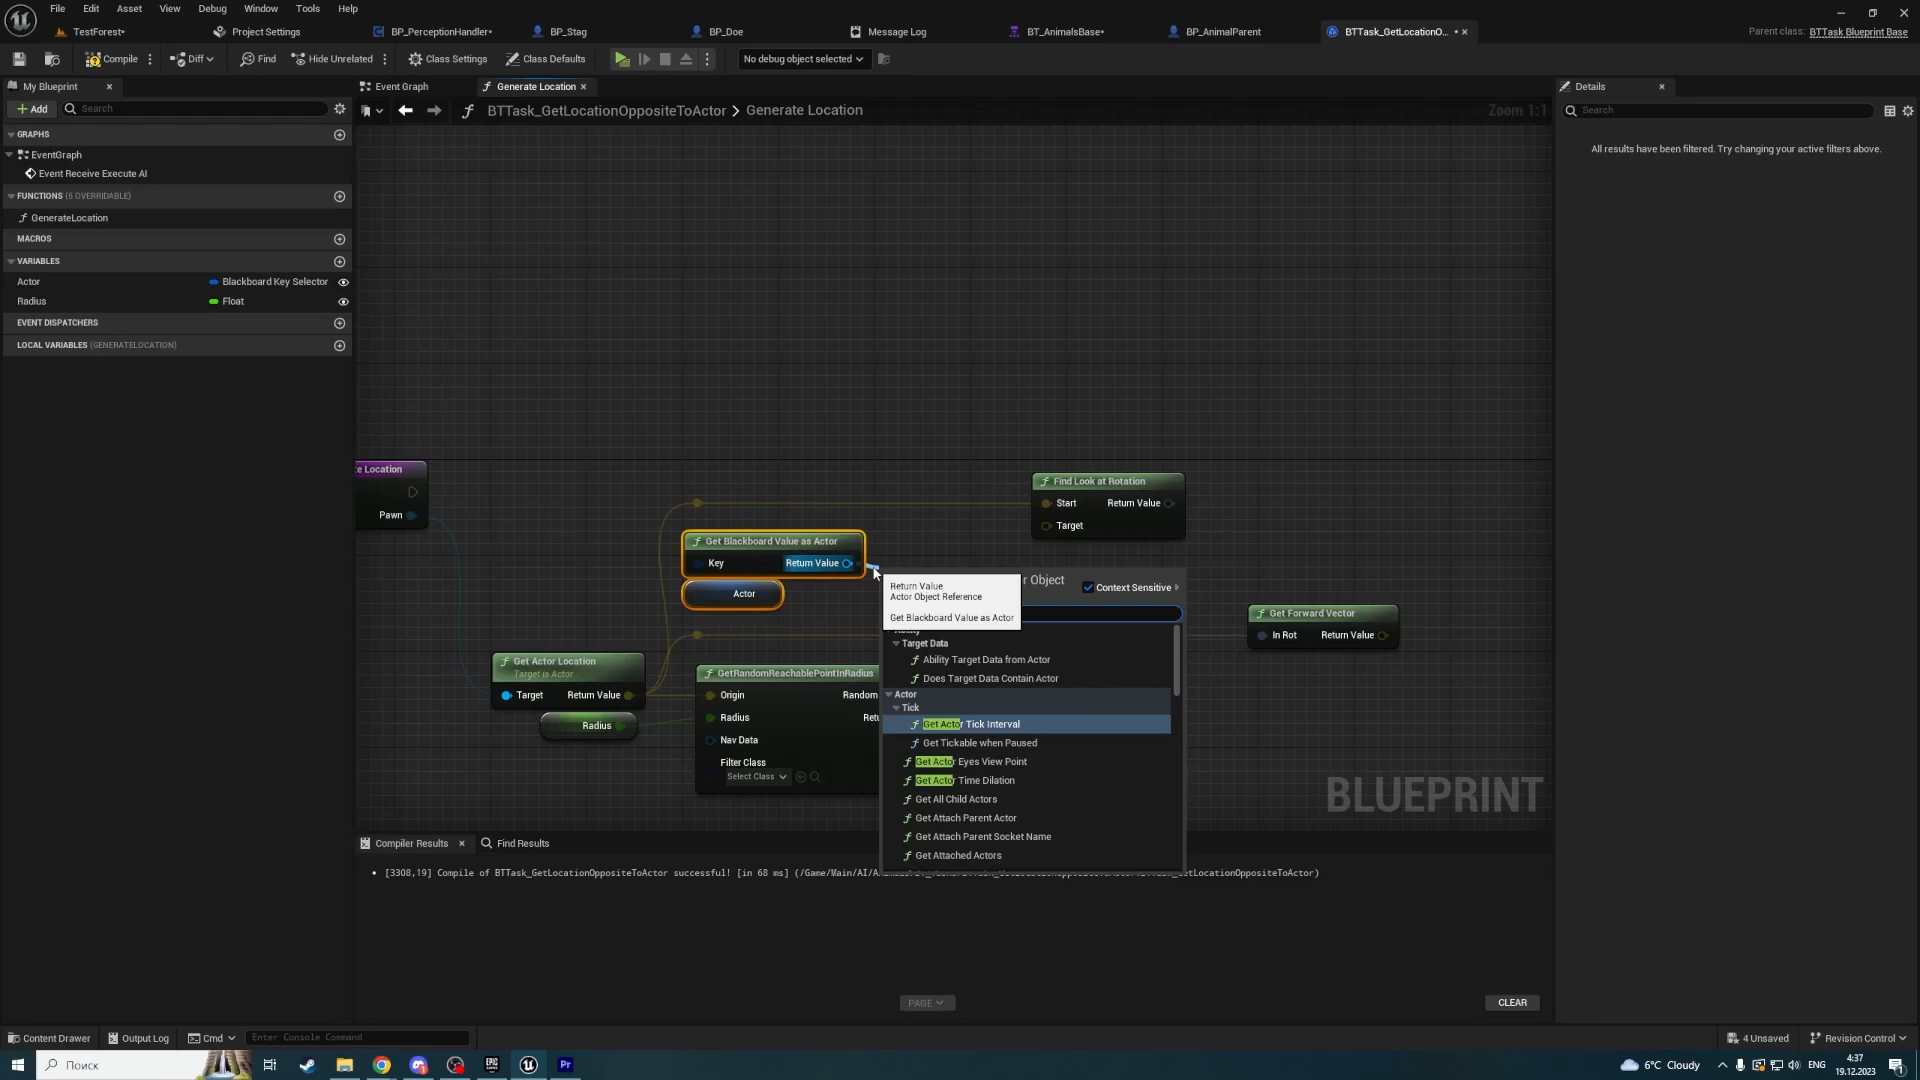 File Edit Asset View Debug Window Tools Help
TestForest* Project Settings BP_PerceptionHandler* BP_Stag BP_Doe Message Log BT_AnimalsBase* BP_AnimalParent BTTask_GetLocationO... •
Parent class: BTTask Blueprint Base
Compile Diff Find Hide Unrelated Class Settings Class Defaults No debug object selected
My Blueprint
Event Graph Generate Location
Details
Add Search
BTTask_GetLocationOppositeToActor > Generate Location
Zoom 1:1
Search
All results have been filtered. Try changing your active filters above.
GRAPHS
EventGraph
Event Receive Execute AI
FUNCTIONS (5 OVERRIDABLE)
GenerateLocation
MACROS
VARIABLES
Actor Blackboard Key Selector
Radius Float
EVENT DISPATCHERS
LOCAL VARIABLES (GENERATELOCATION)
te Location
Pawn
Find Look at Rotation
Start Return Value
Target
Get Blackboard Value as Actor
Key Return Value
Actor
r Object
Context Sensitive
Return Value
Actor Object Reference
Get Blackboard Value as Actor
Get Forward Vector
In Rot Return Value
Get Actor Location
Target is Actor
Target Return Value
Radius
GetRandomReachablePointInRadius
Origin Random
Radius
Nav Data
Filter Class
Select Class
Target Data
Ability Target Data from Actor
Does Target Data Contain Actor
Actor
Tick
Get Actor Tick Interval
Get Tickable when Paused
Get Actor Eyes View Point
Get Actor Time Dilation
Get All Child Actors
Get Attach Parent Actor
Get Attach Parent Socket Name
Get Attached Actors
BLUEPRINT
Compiler Results Find Results
• [3308,19] Compile of BTTask_GetLocationOppositeToActor successful! [in 68 ms]
PAGE
CLEAR
Content Drawer Output Log Cmd Enter Console Command
4 Unsaved Revision Control
Поиск
EPIC GAMES
Pr
6°C Cloudy
ENG
4:37
19.12.2023
1